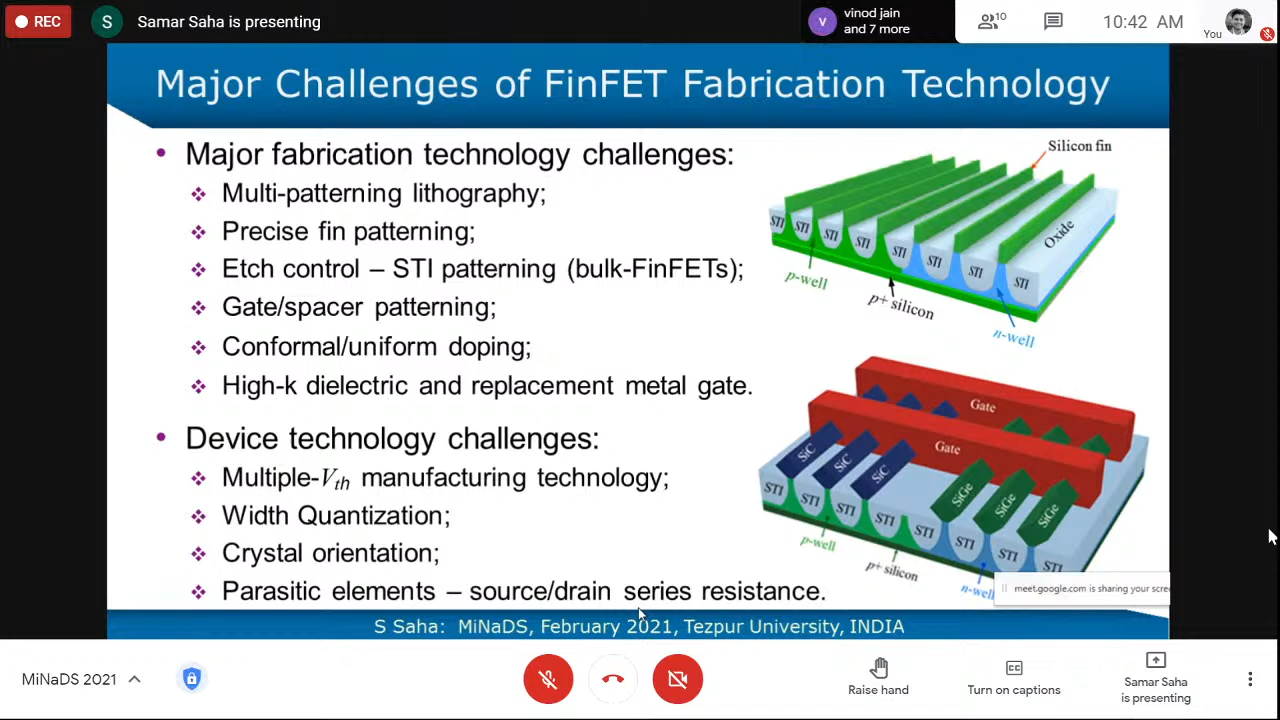 REC
S
Samar Saha is presenting
v
vinod jain
and 7 more
10
10:42 AM
You
Major Challenges of FinFET Fabrication Technology
• Major fabrication technology challenges:
❖ Multi-patterning lithography;
❖ Precise fin patterning;
❖ Etch control – STI patterning (bulk-FinFETs);
❖ Gate/spacer patterning;
❖ Conformal/uniform doping;
❖ High-k dielectric and replacement metal gate.
• Device technology challenges:
❖ Multiple-Vth manufacturing technology;
❖ Width Quantization;
❖ Crystal orientation;
❖ Parasitic elements – source/drain series resistance.
Silicon fin
STI STI STI STI STI STI STI STI
Oxide
p-well
p+ silicon
n-well
Gate
Gate
SiC SiC SiC SiGe SiGe SiGe
STI STI STI STI STI STI STI STI
p-well
p+ silicon
meet.google.com is sharing your
S Saha: MiNaDS, February 2021, Tezpur University, INDIA
MiNaDS 2021
Raise hand
Turn on captions
Samar Saha
is presenting